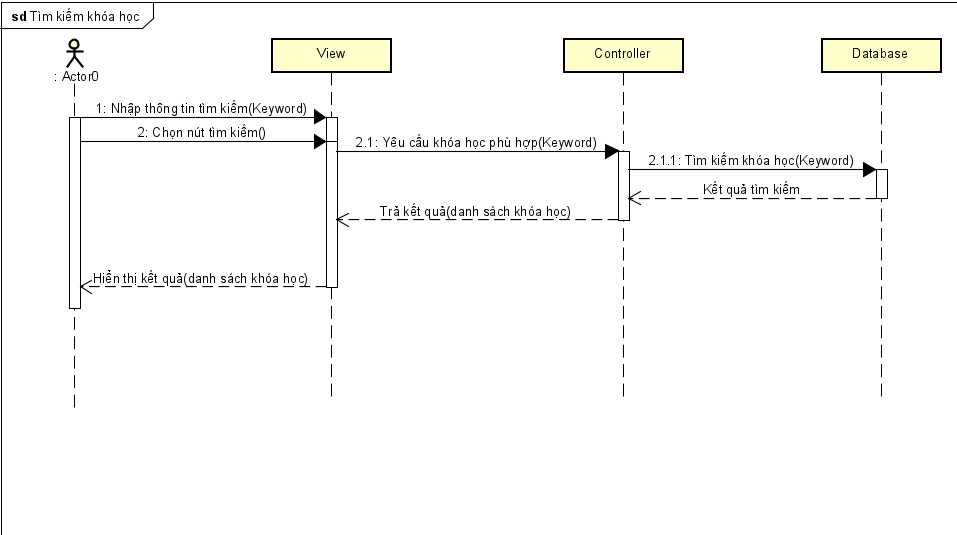 sd Tìm kiếm khóa học
: Actor0
View
Controller
Database
1: Nhập thông tin tìm kiếm(Keyword)
2: Chọn nút tìm kiếm()
2.1: Yêu cầu khóa học phù hợp(Keyword)
2.1.1: Tìm kiếm khóa học(Keyword)
Kết quả tìm kiếm
Trả kết quả(danh sách khóa học)
Hiển thị kết quả(danh sách khóa học)